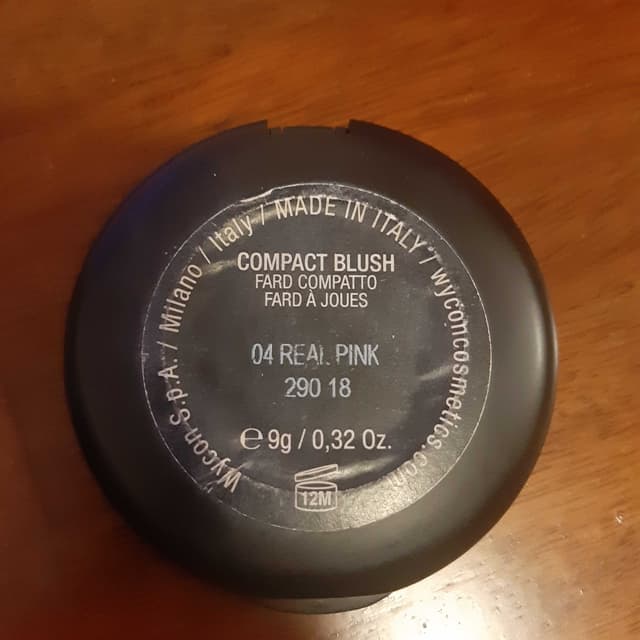 Wycon S.p.A. / Milano / Italy / MADE IN ITALY / wyconcosmetics.com
COMPACT BLUSH
FARD COMPATTO
FARD À JOUES
04 REAL PINK
290 18
℮ 9g / 0,32 Oz.
12M